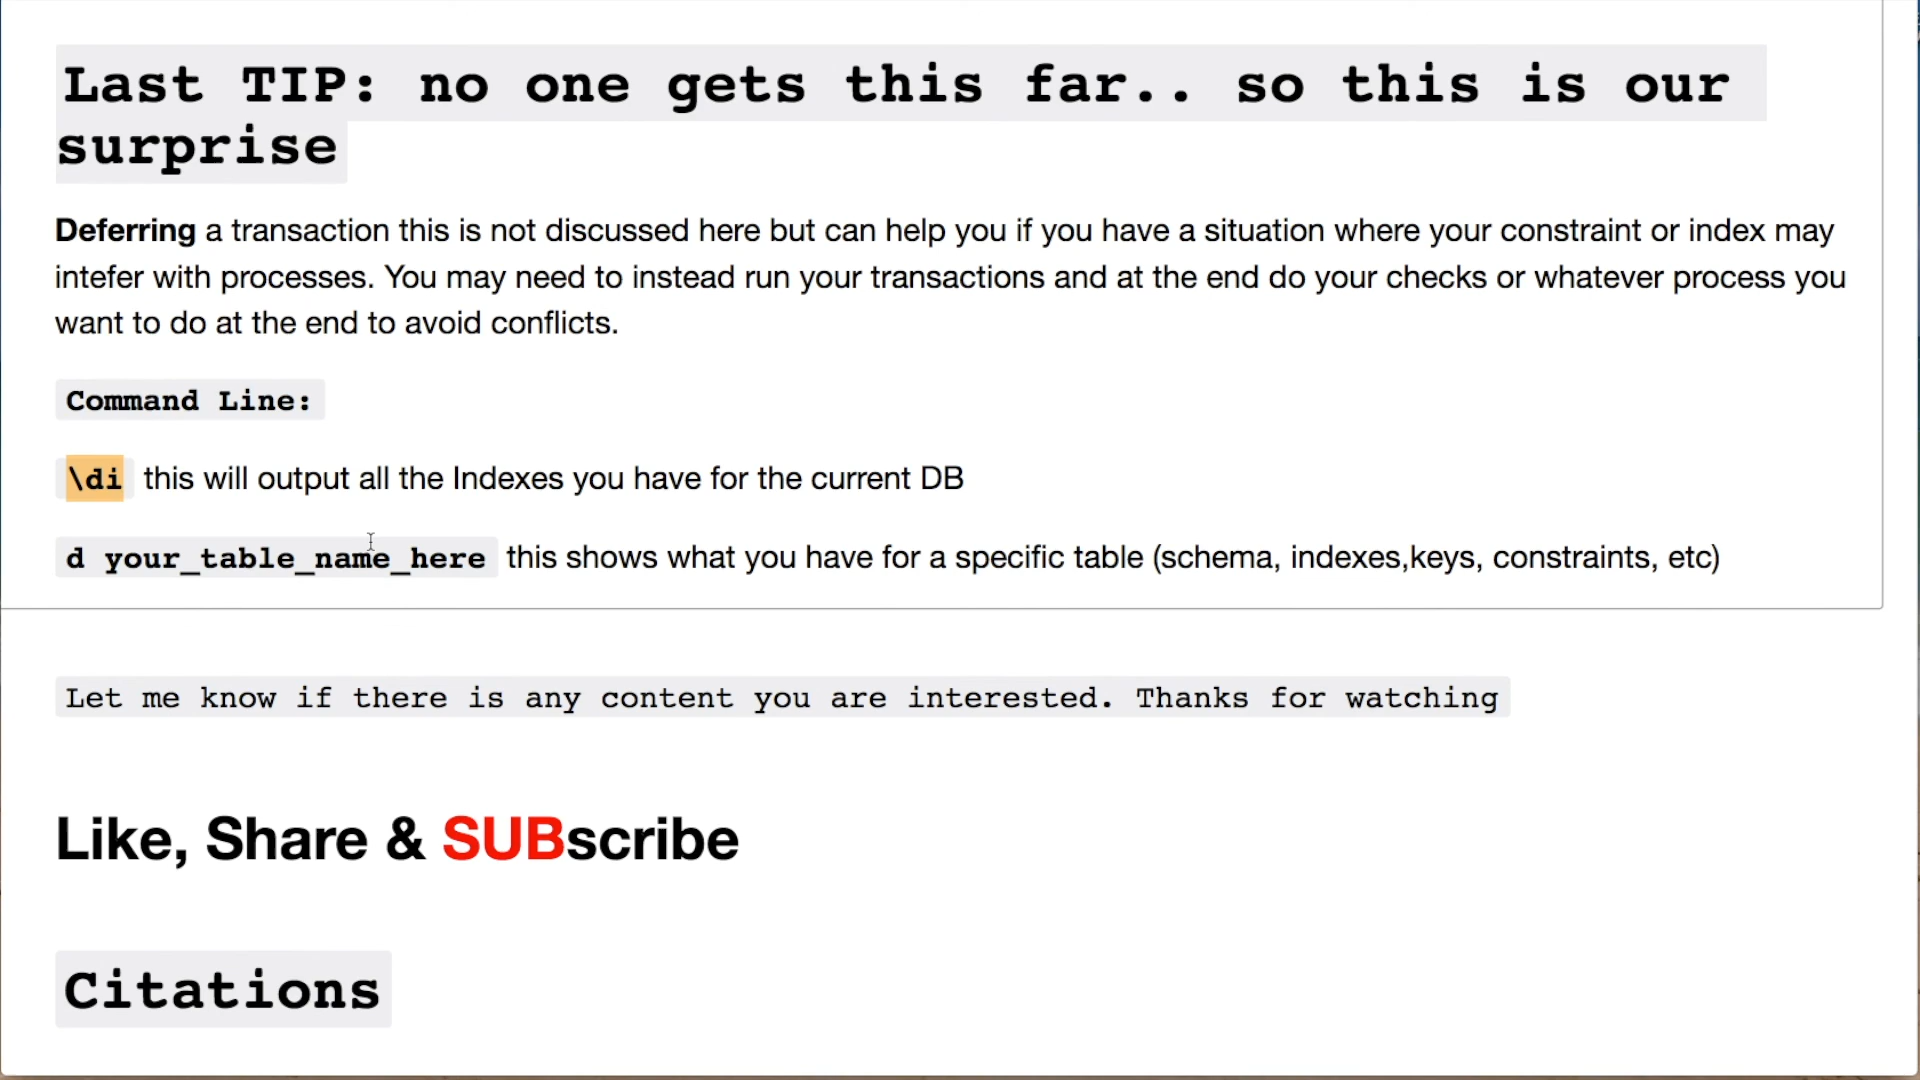 Last TIP: no one gets this far.. so this is our
surprise
Deferring a transaction this is not discussed here but can help you if you have a situation where your constraint or index may
intefer with processes. You may need to instead run your transactions and at the end do your checks or whatever process you
want to do at the end to avoid conflicts.
Command Line:
\di this will output all the Indexes you have for the current DB
d your_table_name_here this shows what you have for a specific table (schema, indexes,keys, constraints, etc)
Let me know if there is any content you are interested. Thanks for watching
Like, Share & SUBscribe
Citations